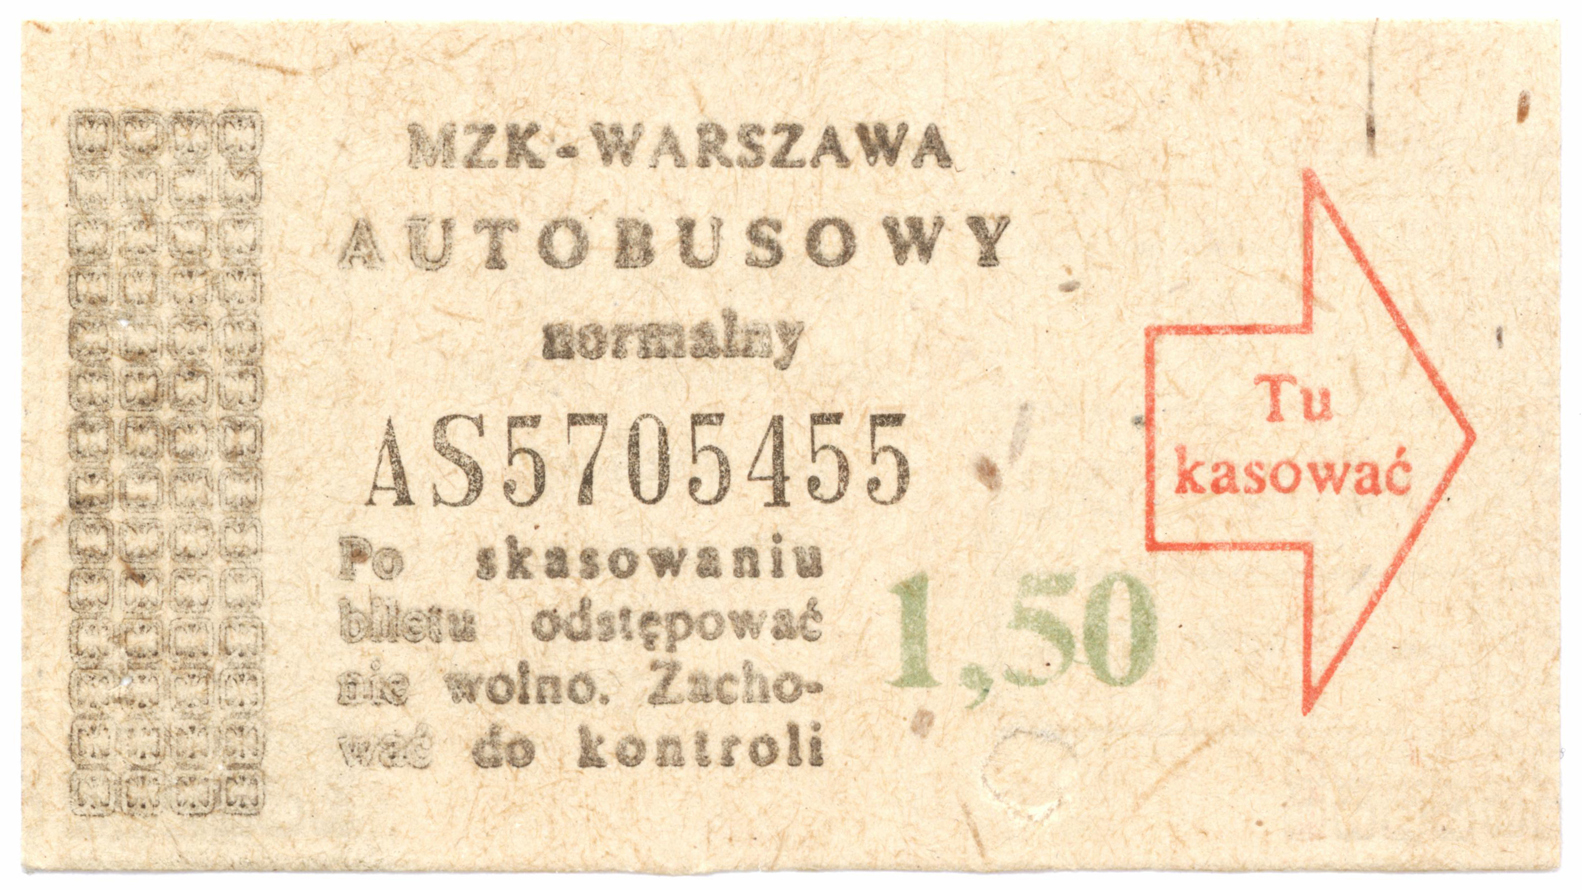 MZK-WARSZAWA
AUTOBUSOWY
normalny
AS5705455
Po skasowaniu
biletu odstępować
nie wolno. Zacho-
wać do kontroli
1,50
Tu
kasować